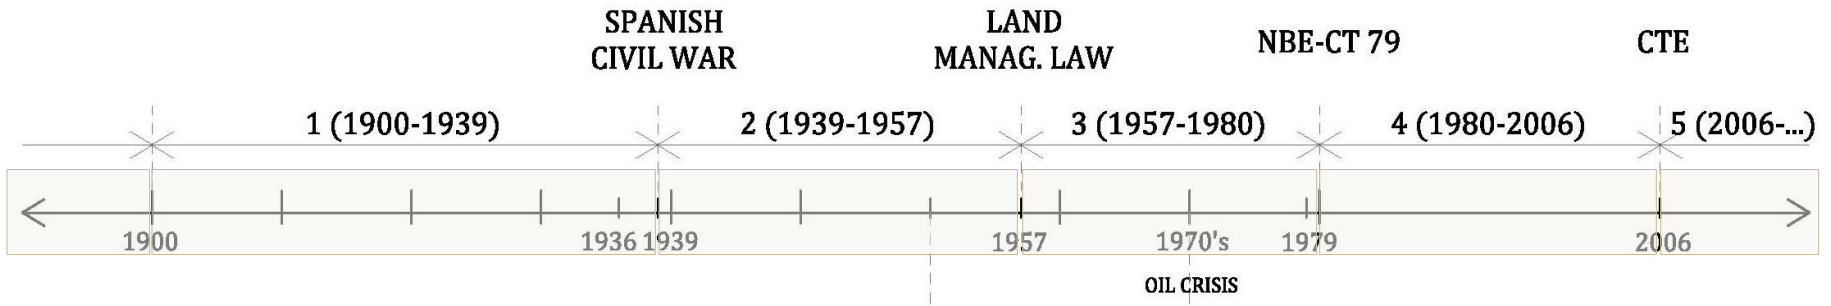 SPANISH
CIVIL WAR
LAND
MANAG. LAW
NBE-CT 79
CTE
1 (1900-1939)
2 (1939-1957)
3 (1957-1980)
4 (1980-2006)
5 (2006-...)
1900
1936
1939
1957
1970's
1979
2006
OIL CRISIS